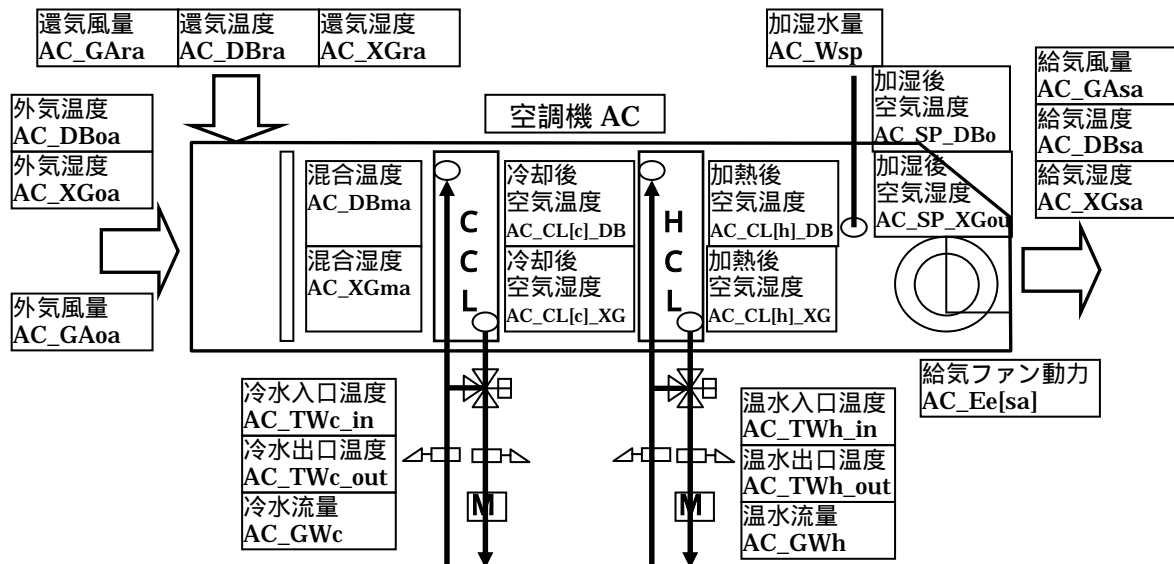 還気風量
AC_GAra
還気温度
AC_DBra
還気湿度
AC_XGra
加湿水量
AC_Wsp
給気風量
AC_GAsa
給気温度
AC_DBsa
給気湿度
AC_XGsa
外気温度
AC_DBoa
外気湿度
AC_XGoa
空調機 AC
加湿後
空気温度
AC_SP_DBo
加湿後
空気湿度
AC_SP_XGou
混合温度
AC_DBma
混合湿度
AC_XGma
CCL
冷却後
空気温度
AC_CL[c]_DB
冷却後
空気湿度
AC_CL[c]_XG
HCL
加熱後
空気温度
AC_CL[h]_DB
加熱後
空気湿度
AC_CL[h]_XG
外気風量
AC_GAoa
給気ファン動力
AC_Ee[sa]
冷水入口温度
AC_TWc_in
冷水出口温度
AC_TWc_out
冷水流量
AC_GWc
M
温水入口温度
AC_TWh_in
温水出口温度
AC_TWh_out
温水流量
AC_GWh
M